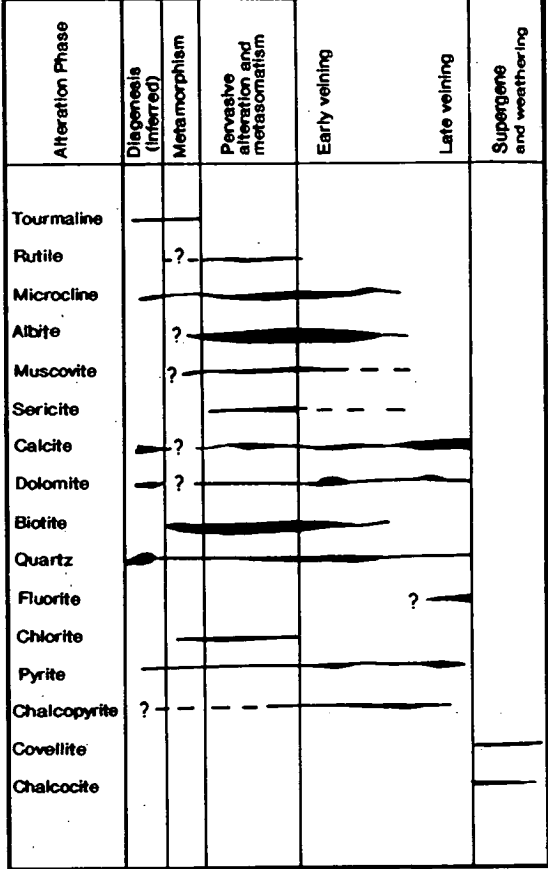 Alteration Phase
Diagenesis
(Inferred)
Metamorphism
Pervasive
alteration and
metasomatism
Early veining
Late veining
Supergene
and weathering
Tourmaline
Rutile ?
Microcline
Albite ?
Muscovite ?
Sericite
Calcite ?
Dolomite ?
Biotite
Quartz
Fluorite ?
Chlorite
Pyrite
Chalcopyrite ?
Covellite
Chalcocite